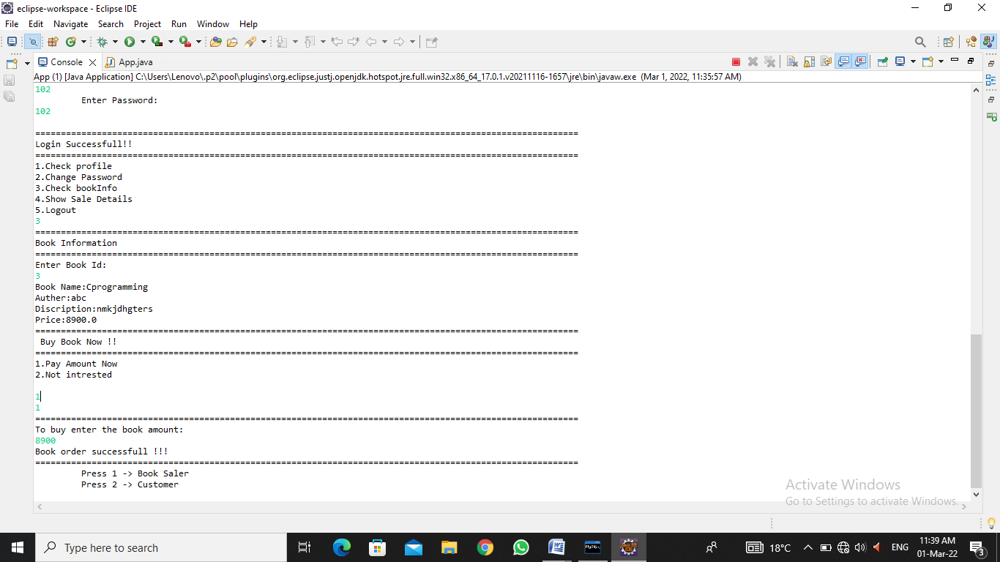 eclipse-workspace - Eclipse IDE
File Edit Navigate Search Project Run Window Help
Console App.java
App (1) [Java Application] C:\Users\Lenovo\.p2\pool\plugins\org.eclipse.justj.openjdk.hotspot.jre.full.win32.x86_64_17.0.1.v20211116-1657\jre\bin\javaw.exe (Mar 1, 2022, 11:35:57 AM)
102
Enter Password:
102
==========================================================================================================
Login Successfull!!
==========================================================================================================
1.Check profile
2.Change Password
3.Check bookInfo
4.Show Sale Details
5.Logout
3
==========================================================================================================
Book Information
==========================================================================================================
Enter Book Id:
3
Book Name:Cprogramming
Auther:abc
Discription:nmkjdhgters
Price:8900.0
==========================================================================================================
Buy Book Now !!
==========================================================================================================
1.Pay Amount Now
2.Not intrested
1
1
==========================================================================================================
To buy enter the book amount:
8900
Book order successfull !!!
==========================================================================================================
Press 1 -> Book Saler
Press 2 -> Customer
Activate Windows
Go to Settings to activate Windows.
Type here to search
18°C
ENG
11:39 AM
01-Mar-22
3